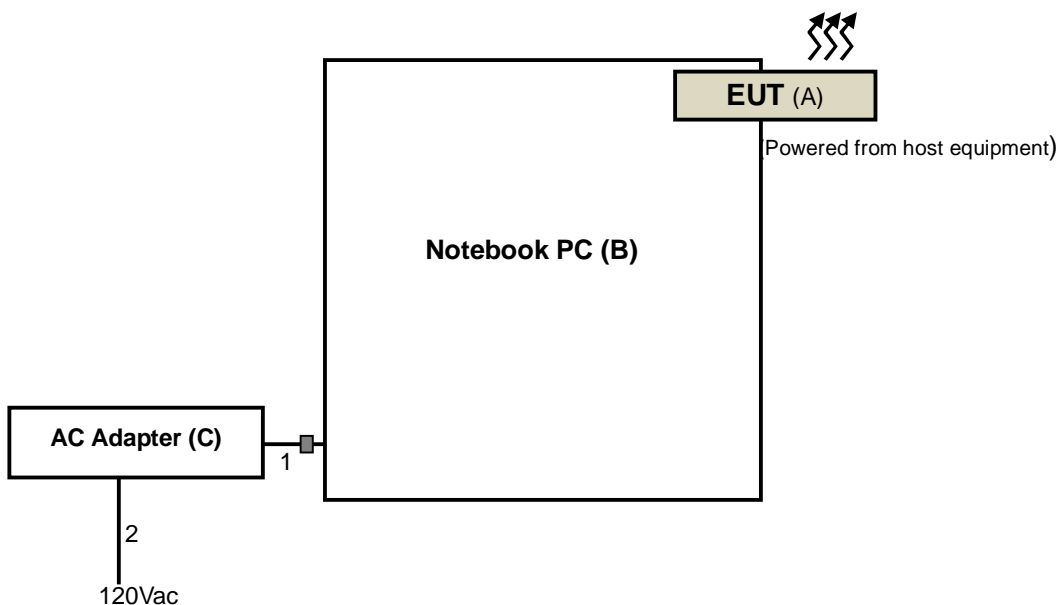 EUT (A)
(Powered from host equipment)
Notebook PC (B)
AC Adapter (C)
1
2
120Vac